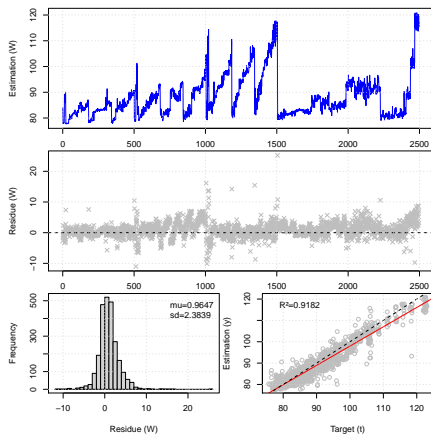 Estimation (W)
80 90 100 110 120
0 500 1000 1500 2000 2500
Residue (W)
-10 0 10 20
0 500 1000 1500 2000 2500
Frequency
0 100 300 500
mu=0.9647
sd=2.3839
-10 0 10 20
Residue (W)
Estimation (y)
80 90 100 110 120
R²=0.9182
80 90 100 110 120
Target (t)